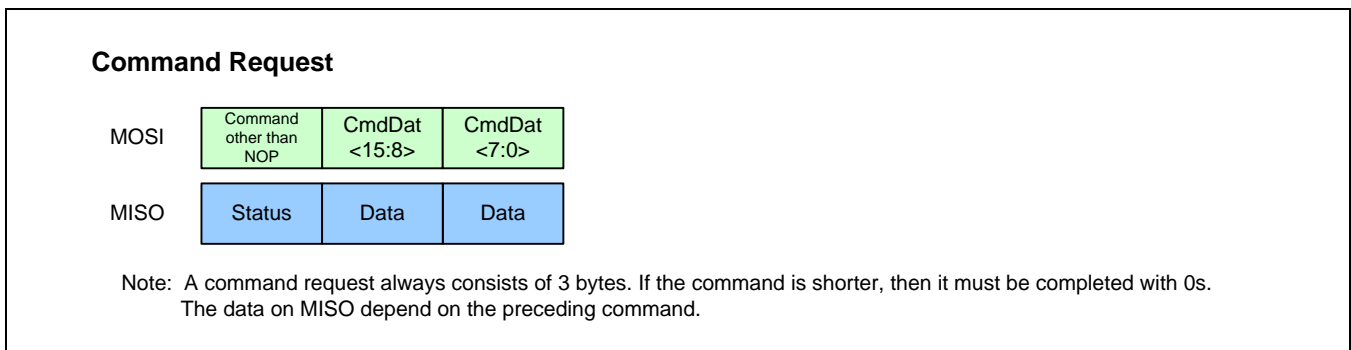 Command Request
MOSI
Command
other than
NOP
CmdDat
<15:8>
CmdDat
<7:0>
MISO
Status
Data
Data
Note: A command request always consists of 3 bytes. If the command is shorter, then it must be completed with 0s.
The data on MISO depend on the preceding command.